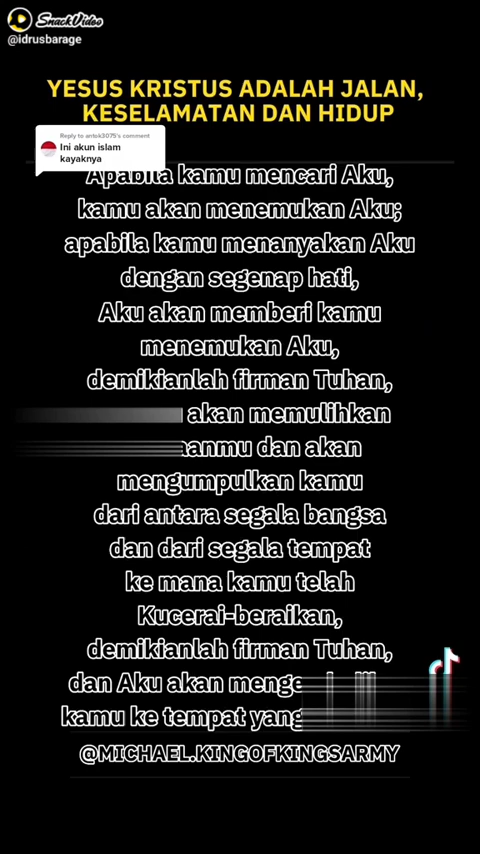 SnackVideo
@idrusbarage
YESUS KRISTUS ADALAH JALAN,
KESELAMATAN DAN HIDUP
Reply to antok3075's comment
Ini akun islam
kayaknya
Apabila kamu mencari Aku,
kamu akan menemukan Aku;
apabila kamu menanyakan Aku
dengan segenap hati,
Aku akan memberi kamu
menemukan Aku,
demikianlah firman Tuhan,
akan memulihkan
dan akan
mengumpulkan kamu
dari antara segala bangsa
dan dari segala tempat
ke mana kamu telah
Kucerai-beraikan,
demikianlah firman Tuhan,
dan Aku akan
kamu ke tempat yang
@MICHAEL.KINGOFKINGSARMY